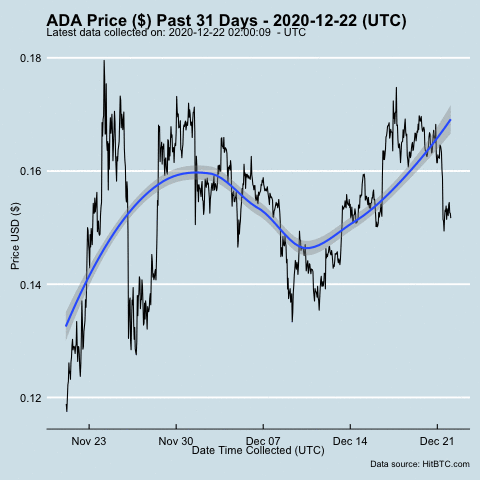 ADA Price ($) Past 31 Days - 2020-12-22 (UTC)
Latest data collected on: 2020-12-22 02:00:09 - UTC
Price USD ($)
0.18
0.16
0.14
0.12
Nov 23 Nov 30 Dec 07 Dec 14 Dec 21
Date Time Collected (UTC)
Data source: HitBTC.com